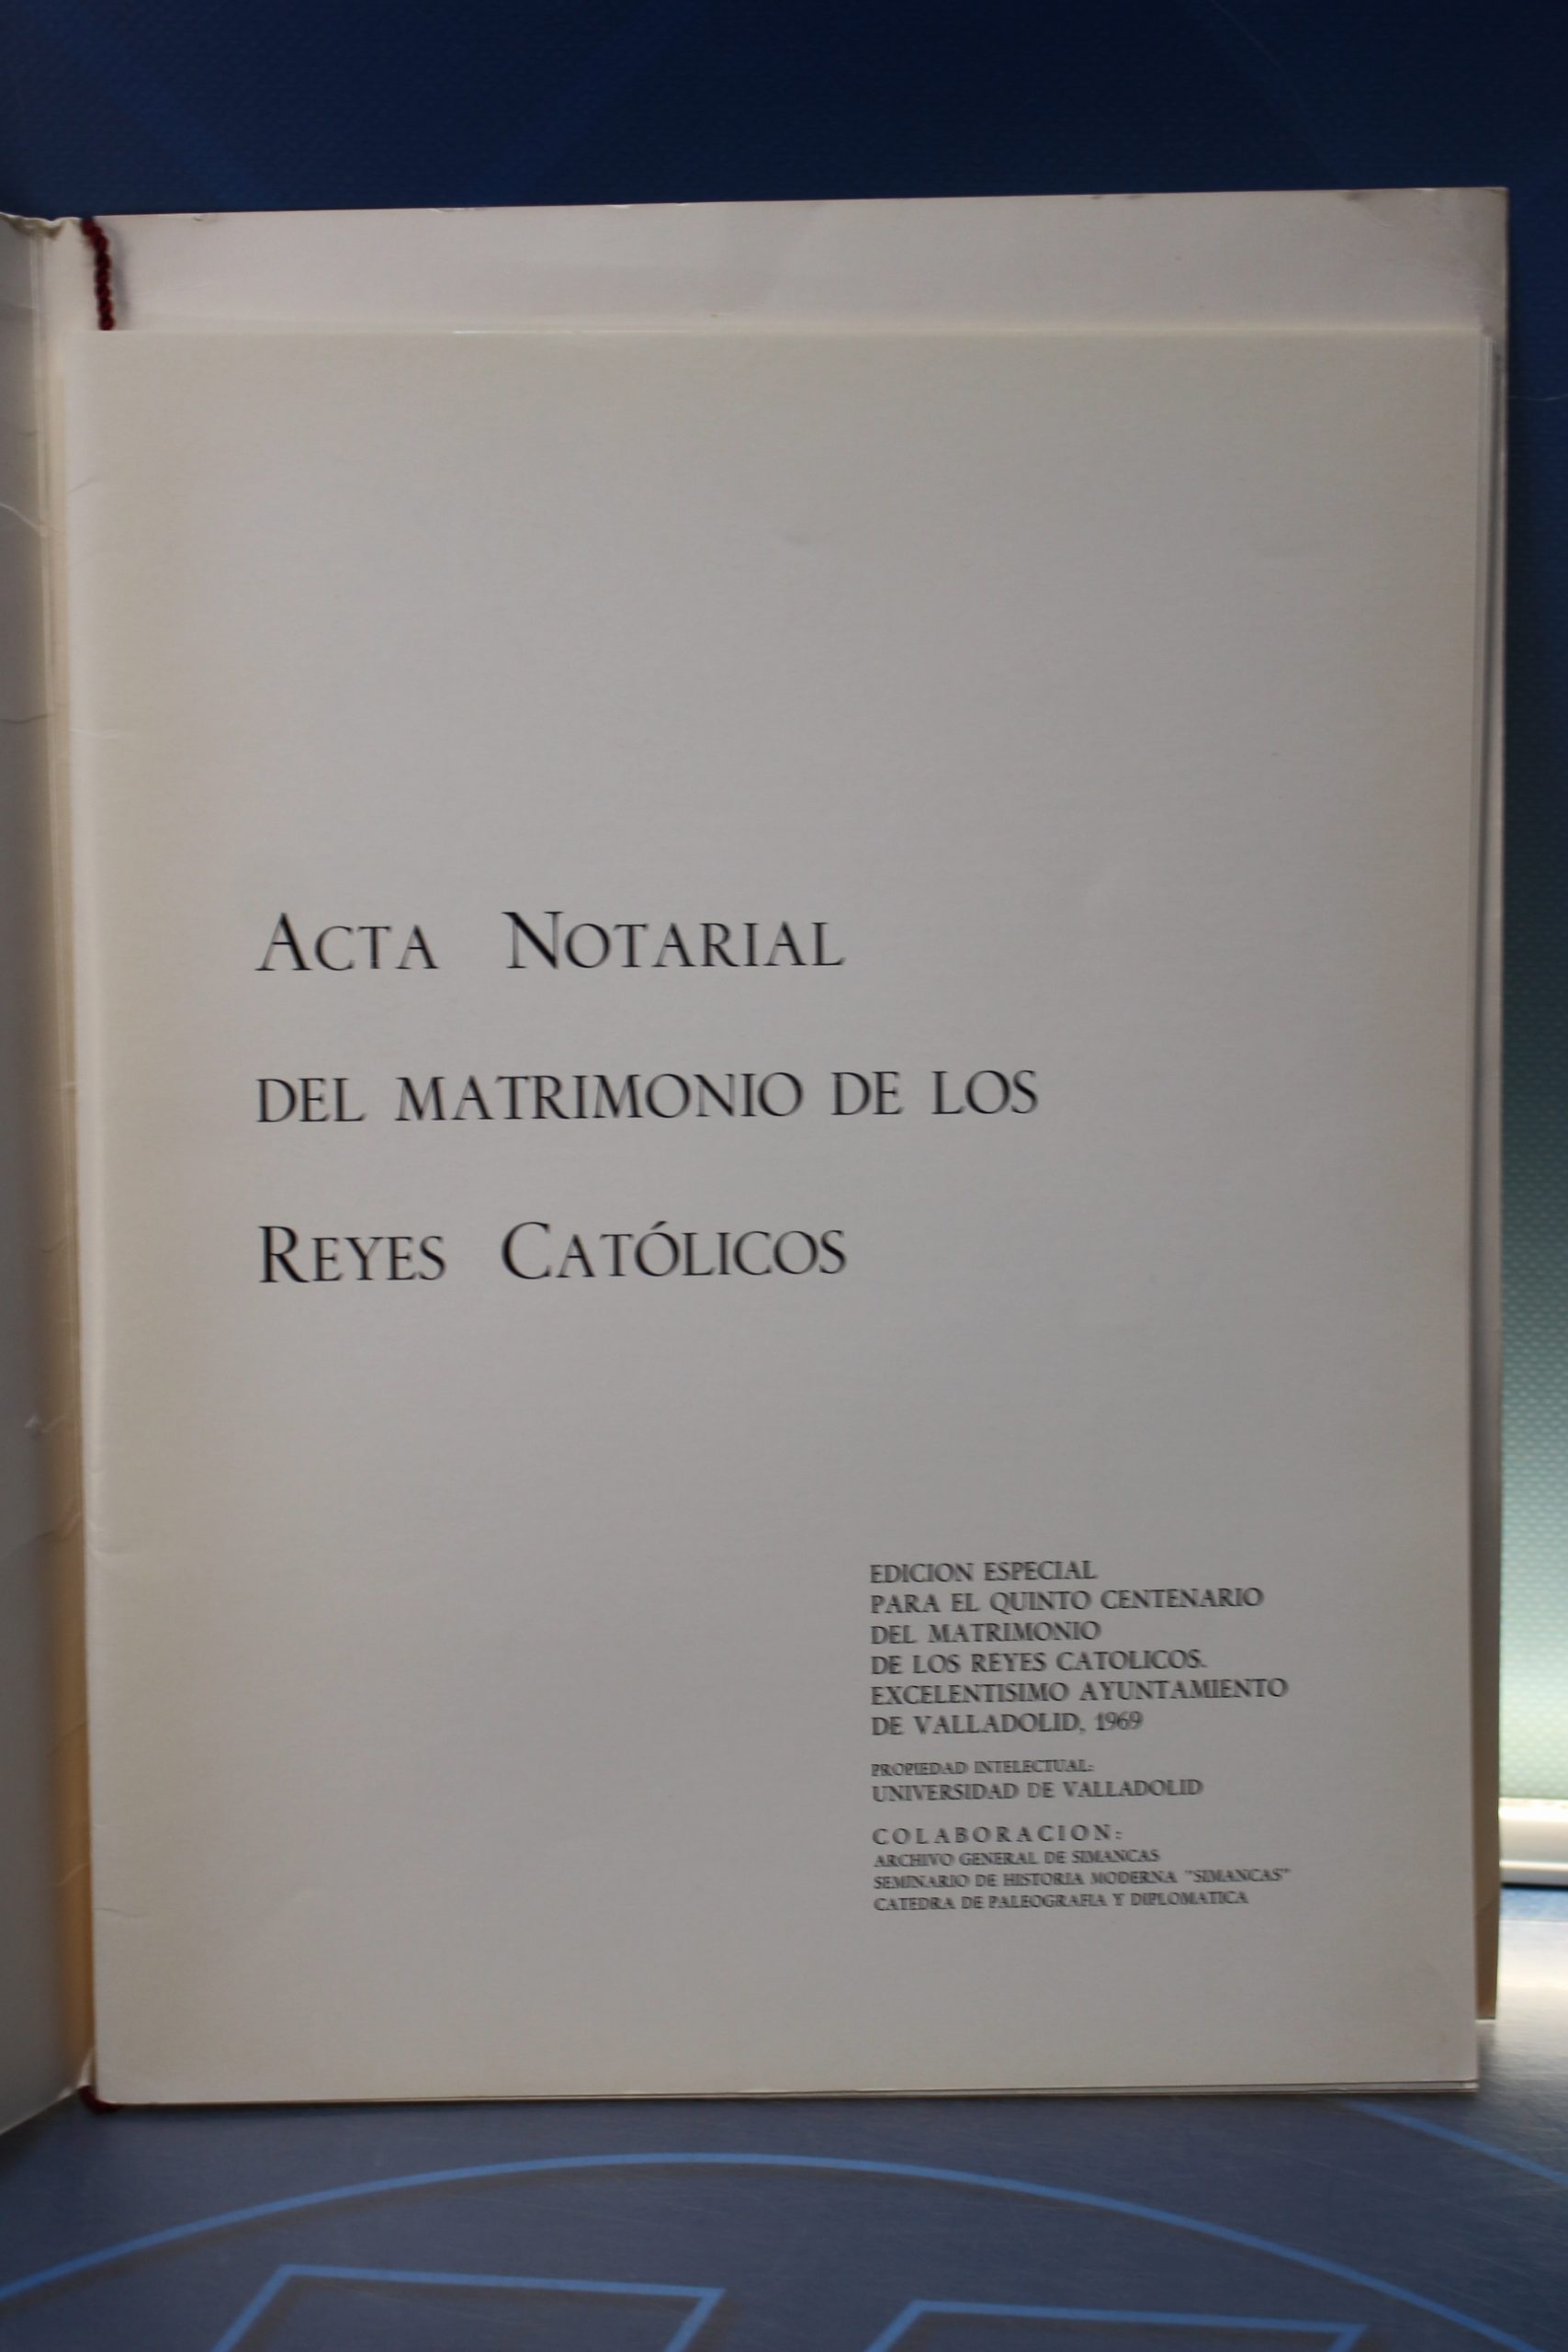 ACTA NOTARIAL
DEL MATRIMONIO DE LOS
REYES CATÓLICOS
EDICION ESPECIAL
PARA EL QUINTO CENTENARIO
DEL MATRIMONIO
DE LOS REYES CATOLICOS.
EXCELENTISIMO AYUNTAMIENTO
DE VALLADOLID, 1969
PROPIEDAD INTELECTUAL:
UNIVERSIDAD DE VALLADOLID
COLABORACION:
ARCHIVO GENERAL DE SIMANCAS
SEMINARIO DE HISTORIA MODERNA "SIMANCAS"
CATEDRA DE PALEOGRAFIA Y DIPLOMATICA